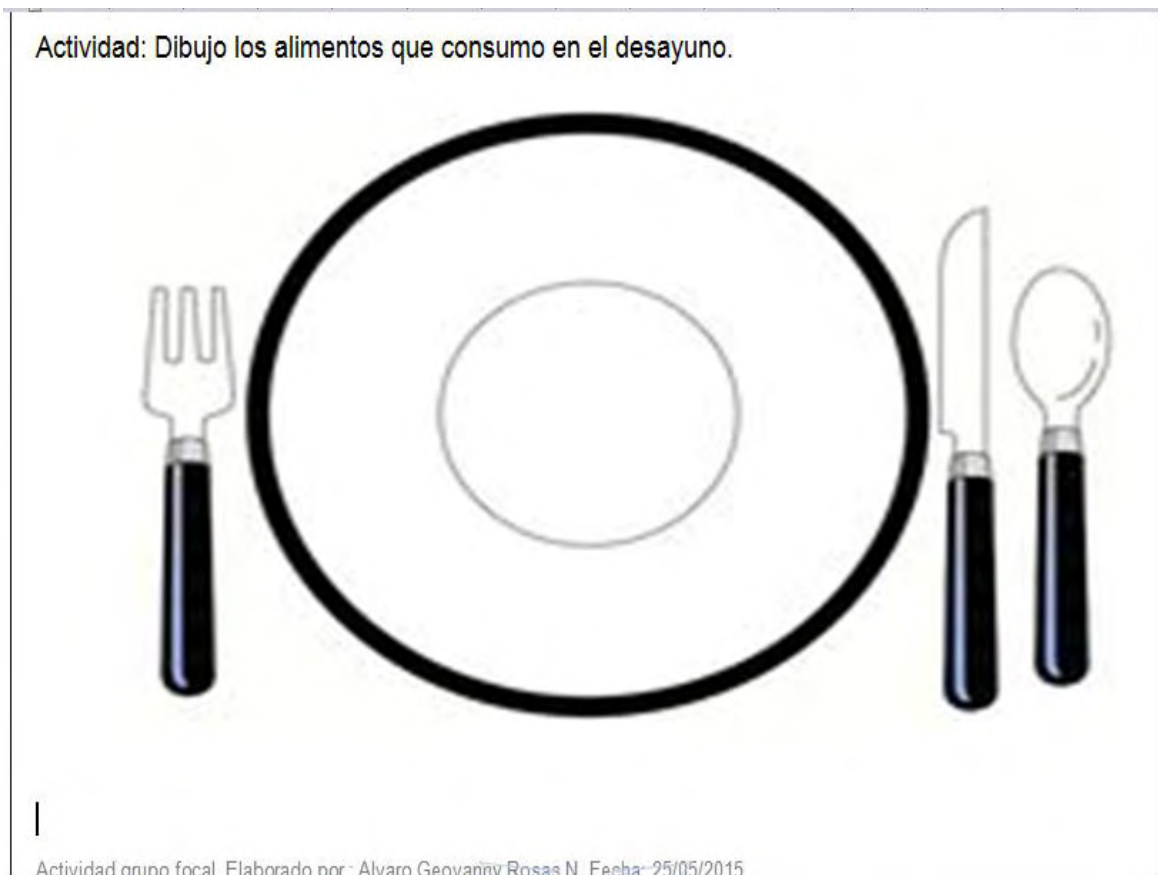 Actividad: Dibujo los alimentos que consumo en el desayuno.
Actividad grupo focal. Elaborado por : Alvaro Geovanny Rosas N. Fecha: 25/05/2015